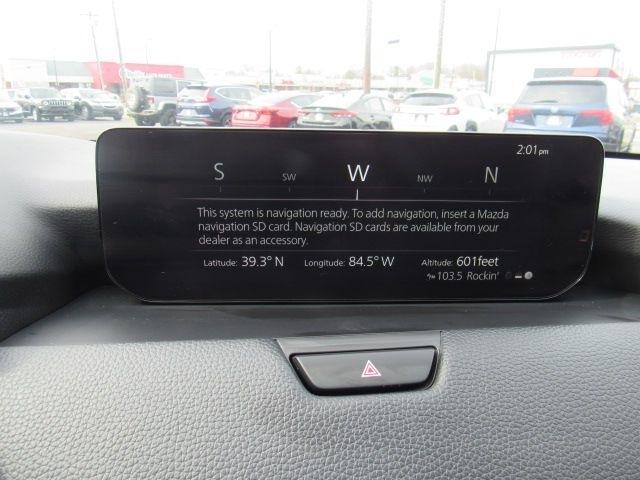 2:01pm
S SW W NW N
This system is navigation ready. To add navigation, insert a Mazda
navigation SD card. Navigation SD cards are available from your
dealer as an accessory.
Latitude: 39.3° N Longitude: 84.5° W Altitude: 601feet
103.5 Rockin'